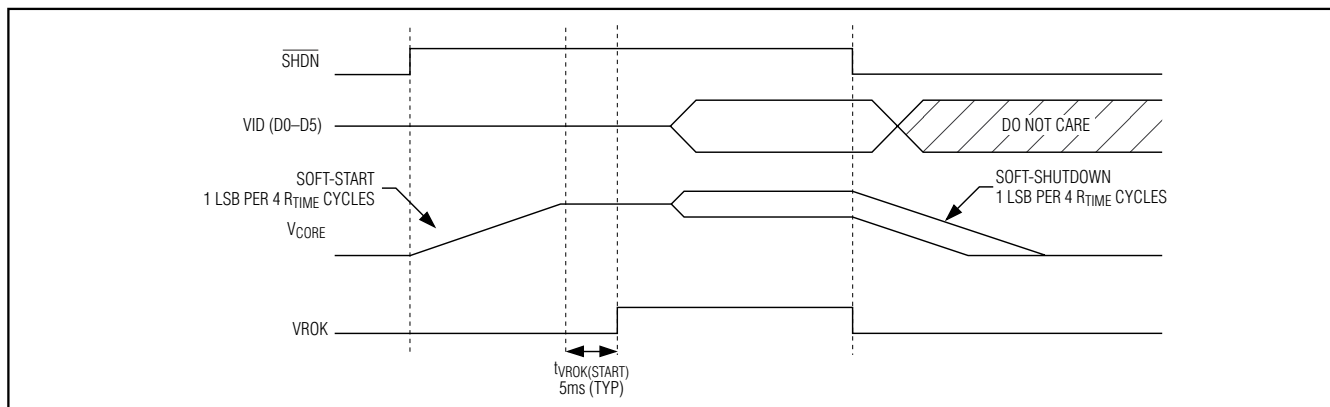 SHDN
VID (D0–D5)
DO NOT CARE
SOFT-START
1 LSB PER 4 RTIME CYCLES
SOFT-SHUTDOWN
1 LSB PER 4 RTIME CYCLES
VCORE
VROK
tVROK(START)
5ms (TYP)